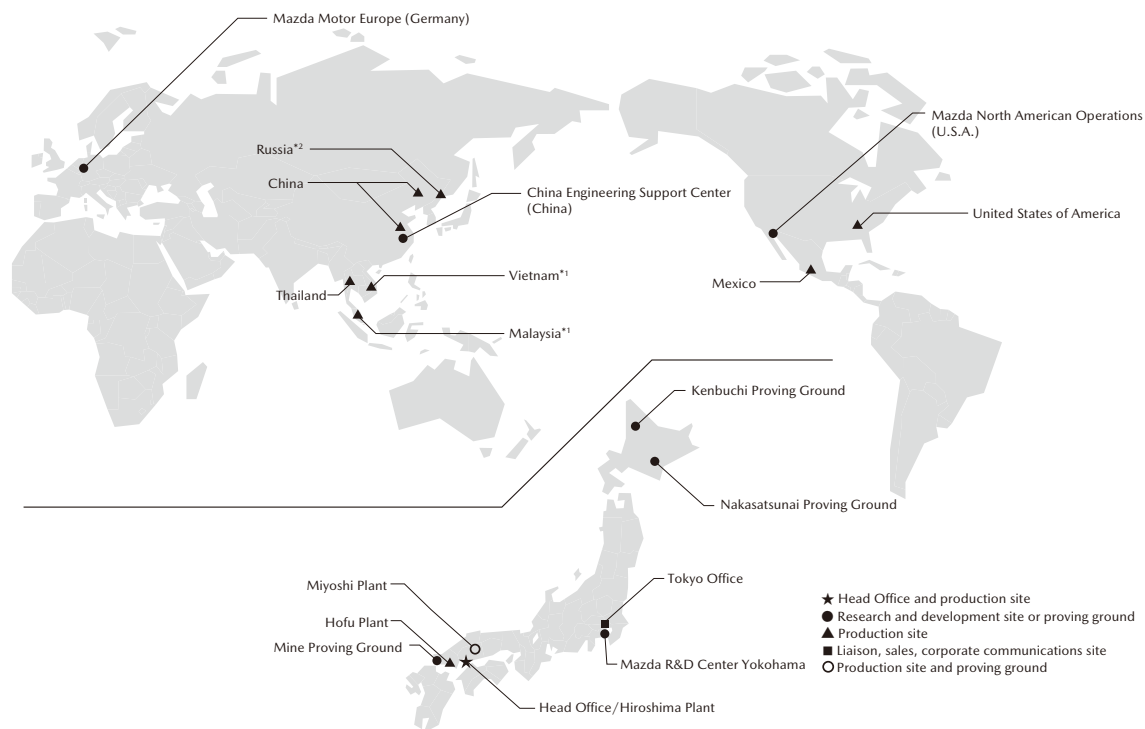 Mazda Motor Europe (Germany)
Mazda North American Operations
(U.S.A.)
Russia*2
China
China Engineering Support Center
(China)
United States of America
Vietnam*1
Mexico
Thailand
Malaysia*1
Kenbuchi Proving Ground
Nakasatsunai Proving Ground
Tokyo Office
Miyoshi Plant
Hofu Plant
Mine Proving Ground
Mazda R&D Center Yokohama
Head Office/Hiroshima Plant
Head Office and production site
Research and development site or proving ground
Production site
Liaison, sales, corporate communications site
Production site and proving ground